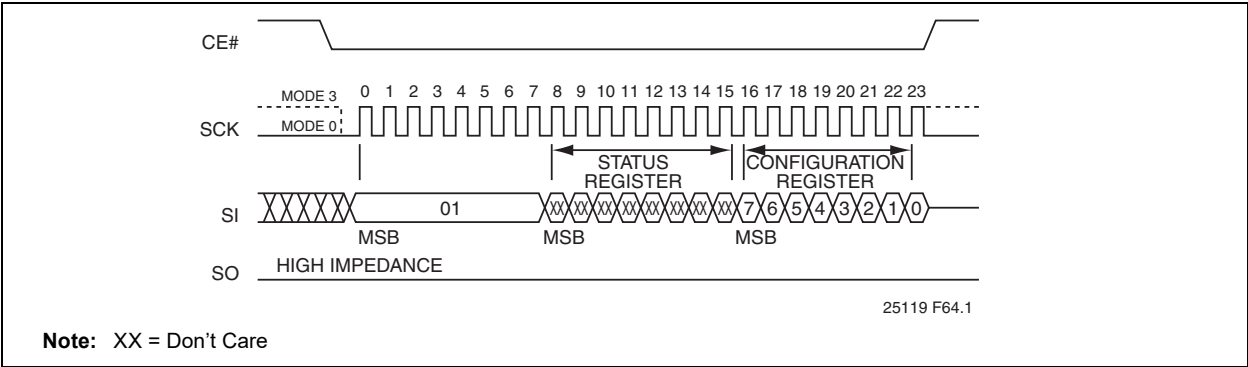 CE#
MODE 3 0 1 2 3 4 5 6 7 8 9 10 11 12 13 14 15 16 17 18 19 20 21 22 23
SCK MODE 0
STATUS REGISTER
CONFIGURATION REGISTER
SI 01 XX XX XX XX XX XX XX XX 7 6 5 4 3 2 1 0
MSB MSB MSB
SO HIGH IMPEDANCE
25119 F64.1
Note: XX = Don't Care